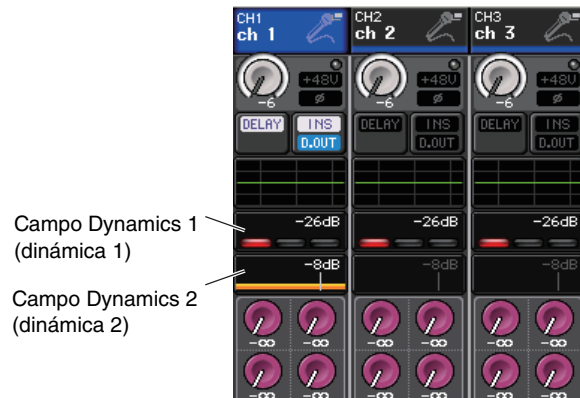 CH1 CH2 CH3
ch 1 ch 2 ch 3
+48V +48V +48V
-6 -6 -6
ø ø ø
DELAY INS DELAY INS DELAY INS
D.OUT D.OUT D.OUT
Campo Dynamics 1
(dinámica 1)
-26dB -26dB -26dB
Campo Dynamics 2
(dinámica 2)
-8dB -8dB -8dB
-∞ -∞ -∞ -∞ -∞ -∞
-∞ -∞ -∞ -∞ -∞ -∞